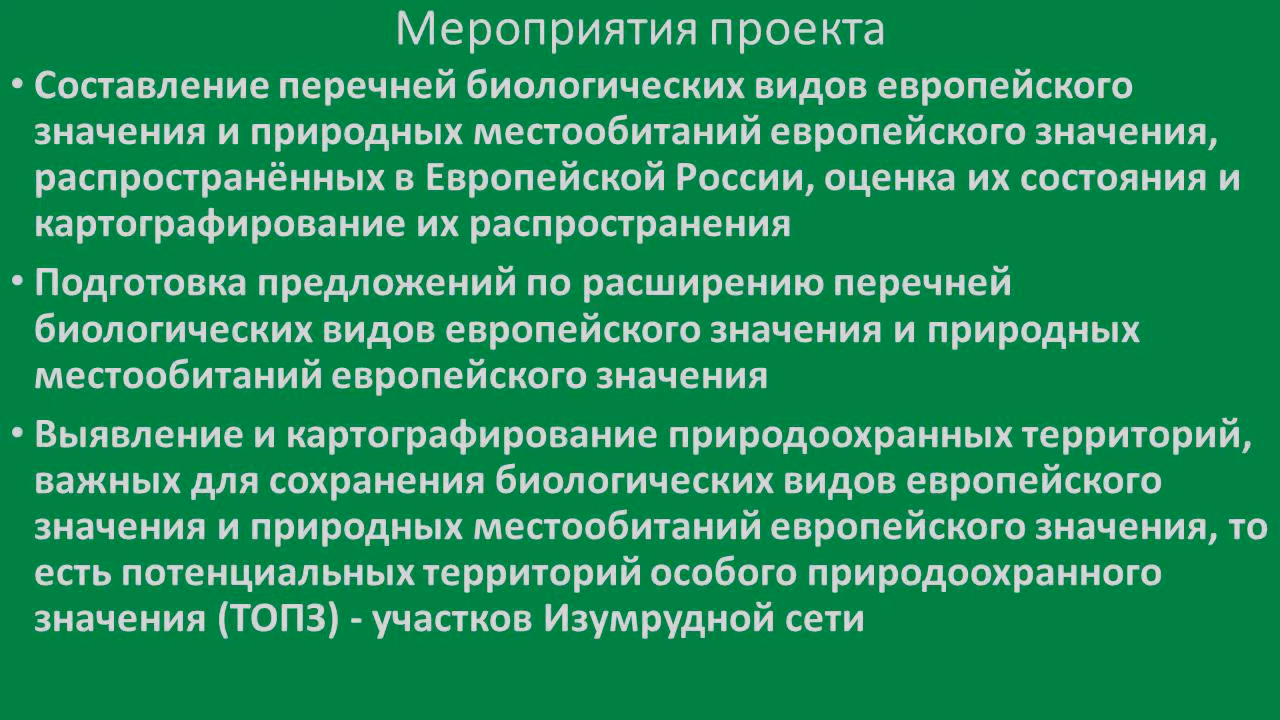 Мероприятия проекта
• Составление перечней биологических видов европейского
значения и природных местообитаний европейского значения,
распространённых в Европейской России, оценка их состояния и
картографирование их распространения
• Подготовка предложений по расширению перечней
биологических видов европейского значения и природных
местообитаний европейского значения
• Выявление и картографирование природоохранных территорий,
важных для сохранения биологических видов европейского
значения и природных местообитаний европейского значения, то
есть потенциальных территорий особого природоохранного
значения (ТОПЗ) - участков Изумрудной сети